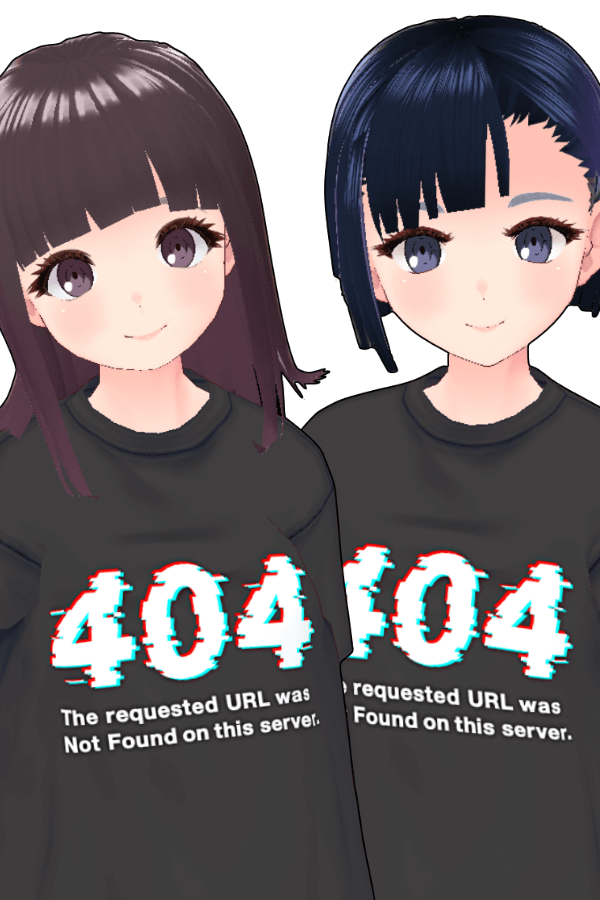 404
The requested URL was
Not Found on this server.
404
requested URL was
Found on this server.